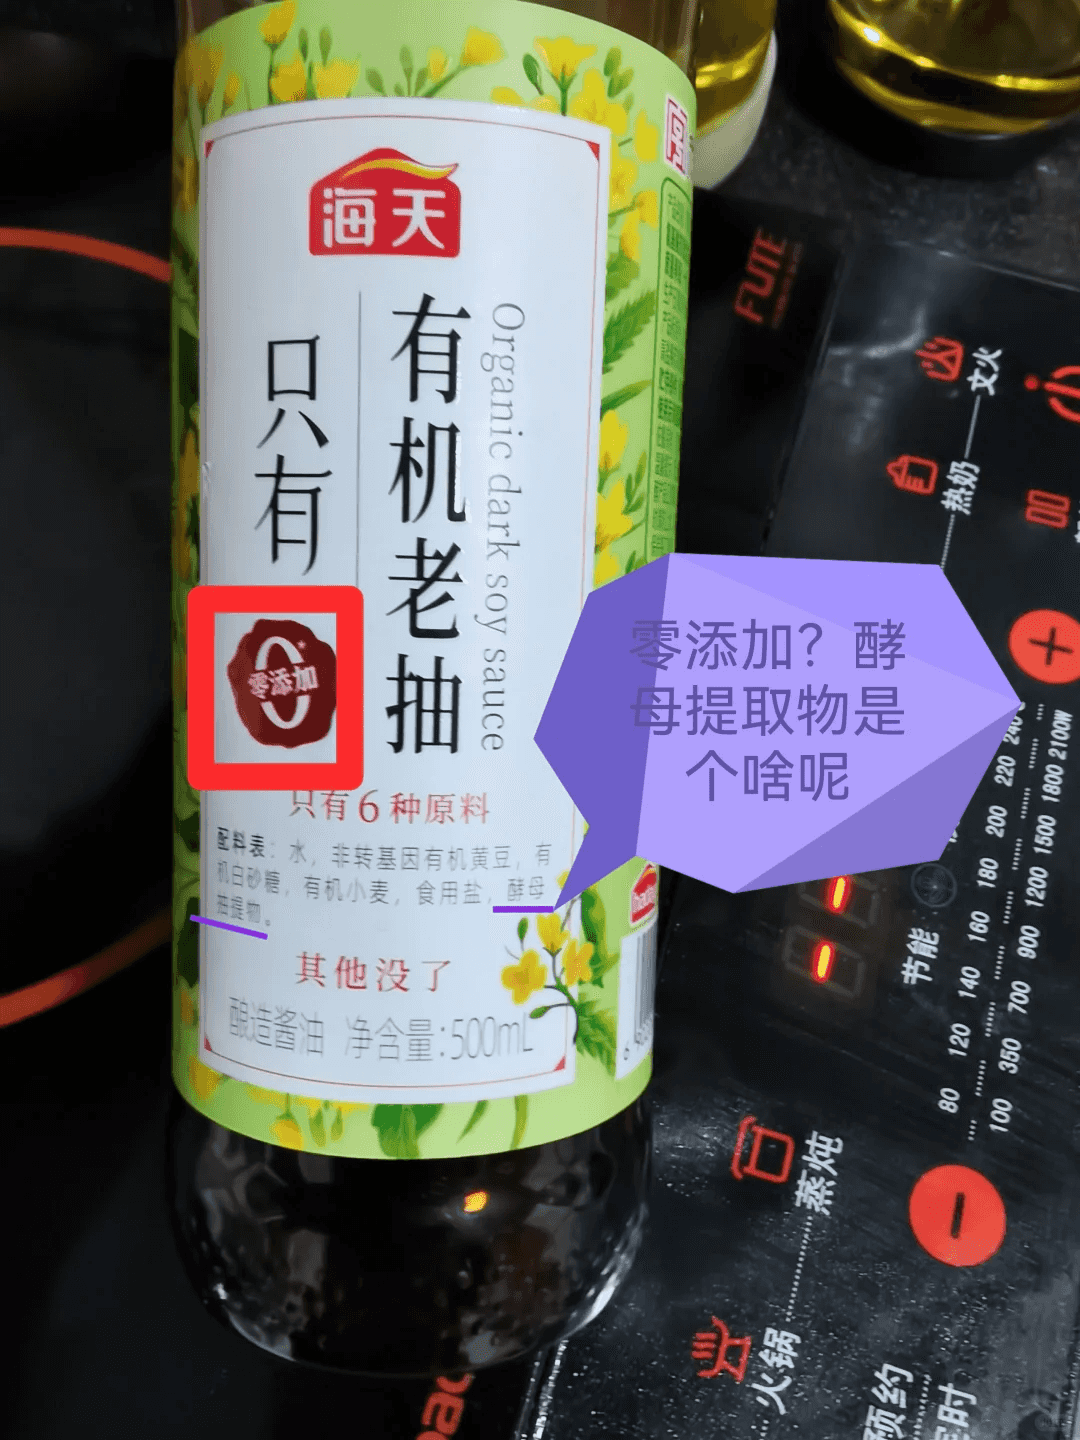 海天
有机老抽
Organic dark soy sauce
只有
零添加
只有6种原料
配料表：水，非转基因有机黄豆，有
机白砂糖，有机小麦，食用盐，酵母
抽提物。
其他没了
酿造酱油 净含量:500mL
零添加？酵
母提取物是
个啥呢
FUTE
文火
热奶
节能
80 120 140 160 180 200 220 240
100 350 700 900 1200 1500 1800 2100W
蒸炖
火锅
预约